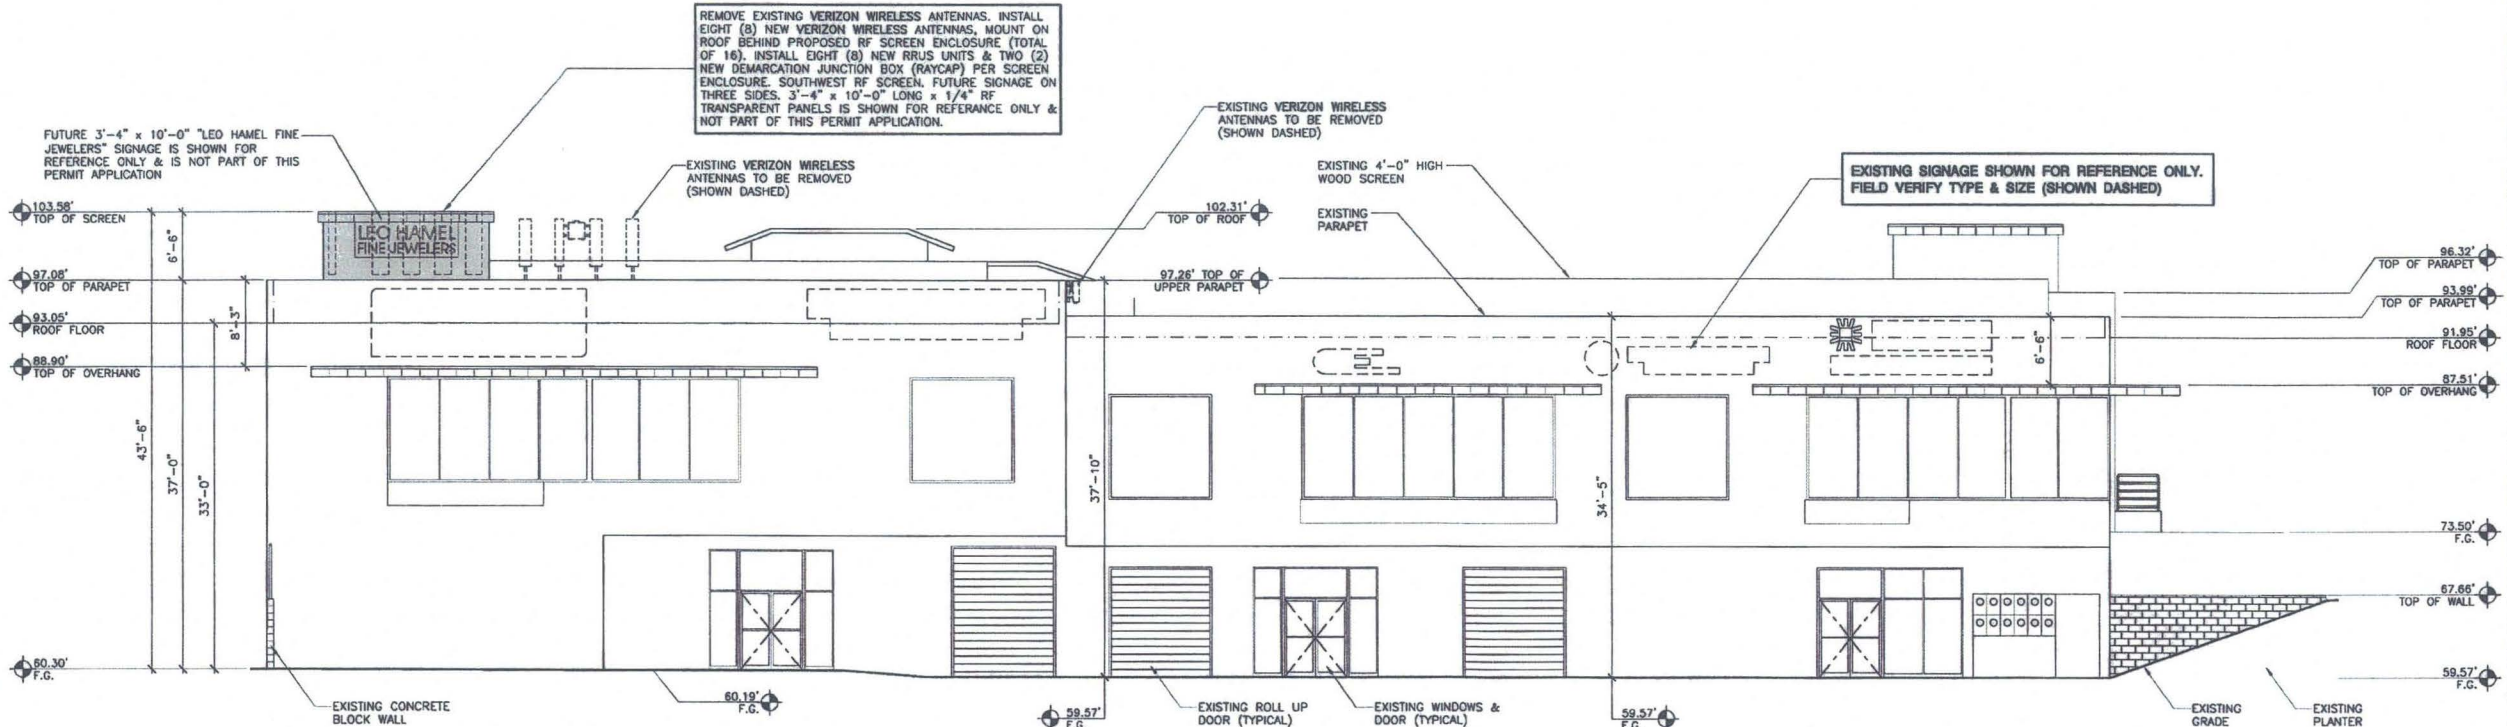 REMOVE EXISTING VERIZON WIRELESS ANTENNAS. INSTALL
EIGHT (8) NEW VERIZON WIRELESS ANTENNAS, MOUNT ON
ROOF BEHIND PROPOSED RF SCREEN ENCLOSURE (TOTAL
OF 16). INSTALL EIGHT (8) NEW RRUS UNITS & TWO (2)
NEW DEMARCATION JUNCTION BOX (RAYCAP) PER SCREEN
ENCLOSURE. SOUTHWEST RF SCREEN. FUTURE SIGNAGE ON
THREE SIDES. 3'-4" x 10'-0" LONG x 1/4" RF
TRANSPARENT PANELS IS SHOWN FOR REFERANCE ONLY &
NOT PART OF THIS PERMIT APPLICATION.
FUTURE 3'-4" x 10'-0" "LEO HAMEL FINE
JEWELERS" SIGNAGE IS SHOWN FOR
REFERENCE ONLY & IS NOT PART OF THIS
PERMIT APPLICATION
EXISTING VERIZON WIRELESS
ANTENNAS TO BE REMOVED
(SHOWN DASHED)
EXISTING VERIZON WIRELESS
ANTENNAS TO BE REMOVED
(SHOWN DASHED)
EXISTING 4'-0" HIGH
WOOD SCREEN
EXISTING
PARAPET
EXISTING SIGNAGE SHOWN FOR REFERENCE ONLY.
FIELD VERIFY TYPE & SIZE (SHOWN DASHED)
103.58'
TOP OF SCREEN
97.08'
TOP OF PARAPET
93.05'
ROOF FLOOR
88.90'
TOP OF OVERHANG
60.30'
F.G.
6'-6"
8'-3"
43'-6"
37'-0"
33'-0"
LEO HAMEL
FINE JEWELERS
102.31'
TOP OF ROOF
97.26' TOP OF
UPPER PARAPET
37'-10"
34'-5"
6'-6"
96.32'
TOP OF PARAPET
93.99'
TOP OF PARAPET
91.95'
ROOF FLOOR
87.51'
TOP OF OVERHANG
73.50'
F.G.
67.66'
TOP OF WALL
59.57'
F.G.
EXISTING CONCRETE
BLOCK WALL
60.19'
F.G.
59.57'
F.G.
EXISTING ROLL UP
DOOR (TYPICAL)
EXISTING WINDOWS &
DOOR (TYPICAL)
59.57'
F.G.
EXISTING
GRADE
EXISTING
PLANTER